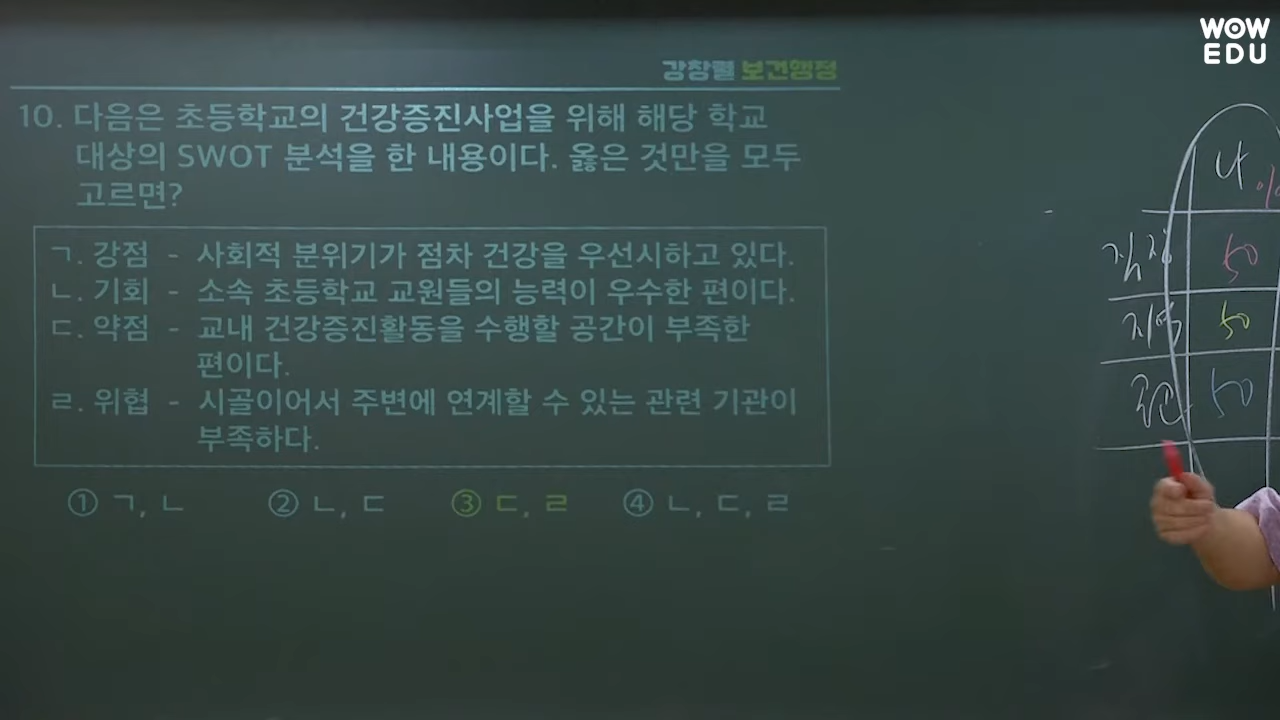 WOW
EDU
강창렬 보건행정
10. 다음은 초등학교의 건강증진사업을 위해 해당 학교
대상의 SWOT 분석을 한 내용이다. 옳은 것만을 모두
고르면?
ㄱ. 강점 - 사회적 분위기가 점차 건강을 우선시하고 있다.
ㄴ. 기회 - 소속 초등학교 교원들의 능력이 우수한 편이다.
ㄷ. 약점 - 교내 건강증진활동을 수행할 공간이 부족한
편이다.
ㄹ. 위협 - 시골이어서 주변에 연계할 수 있는 관련 기관이
부족하다.
① ㄱ, ㄴ ② ㄴ, ㄷ ③ ㄷ, ㄹ ④ ㄴ, ㄷ, ㄹ
나
50
50
50